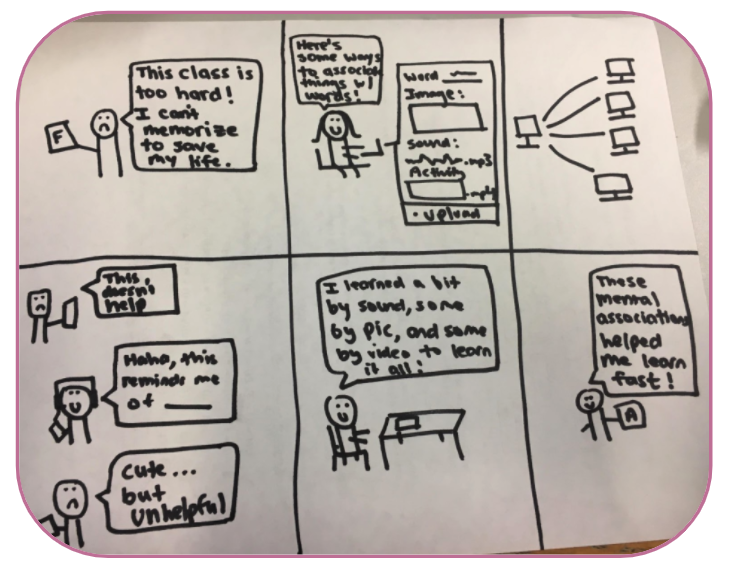 This class is
too hard!
I can't
memorize
to save
my life.
F
Here's
some ways
to associate
things w/
words!
Word
Image:
Sound:
.mp3
Activity
.mp4
• Upload
This
doesn't
help
Haha, this
reminds me
of ____
cute...
but
unhelpful
I learned a bit
by sound, some
by pic, and some
by video to learn
it all!
These
mental
associations
helped
me learn
fast!
A